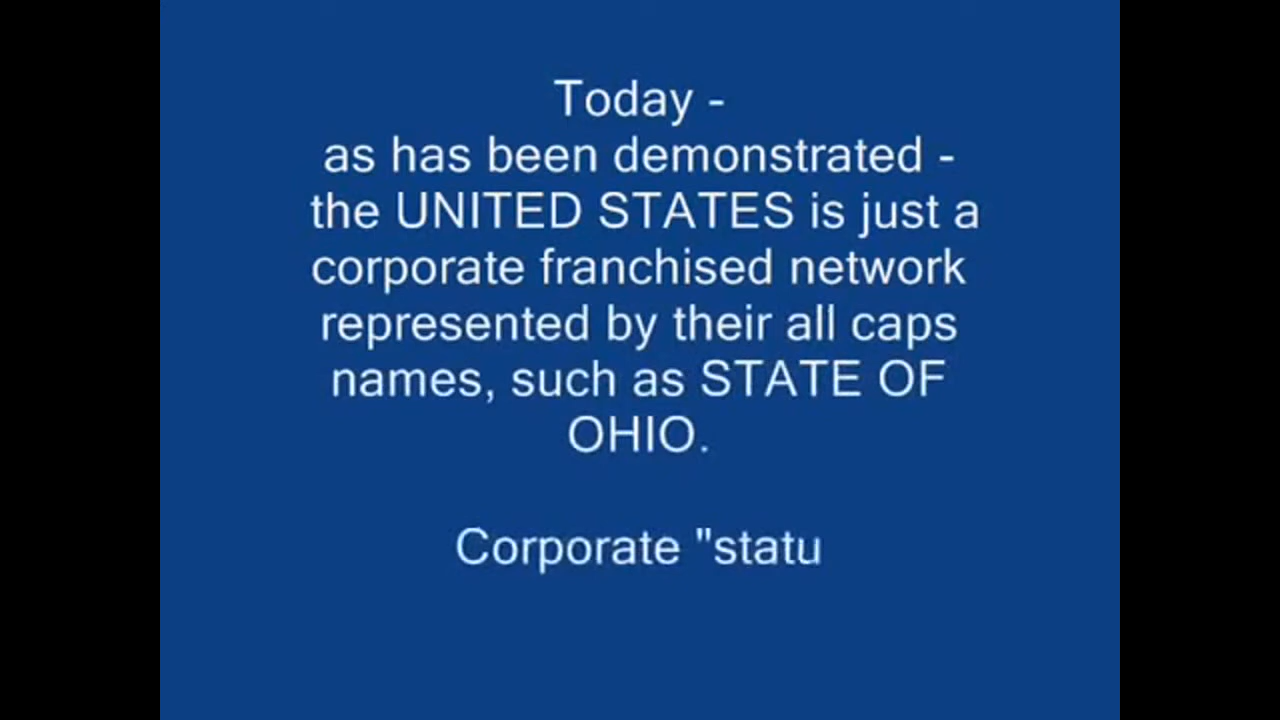 Today -
as has been demonstrated -
the UNITED STATES is just a
corporate franchised network
represented by their all caps
names, such as STATE OF
OHIO.
Corporate "statu